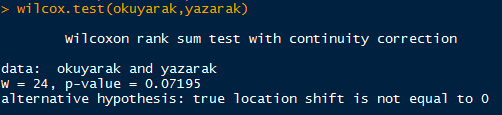 > wilcox.test(okuyarak,yazarak)
Wilcoxon rank sum test with continuity correction
data:  okuyarak and yazarak
W = 24, p-value = 0.07195
alternative hypothesis: true location shift is not equal to 0